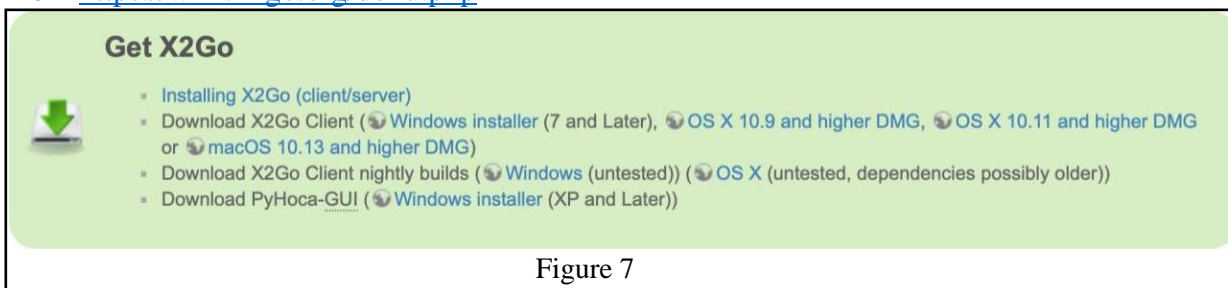 Get X2Go
Installing X2Go (client/server)
Download X2Go Client (Windows installer (7 and Later), OS X 10.9 and higher DMG, OS X 10.11 and higher DMG
or macOS 10.13 and higher DMG)
Download X2Go Client nightly builds (Windows (untested)) (OS X (untested, dependencies possibly older))
Download PyHoca-GUI (Windows installer (XP and Later))
Figure 7